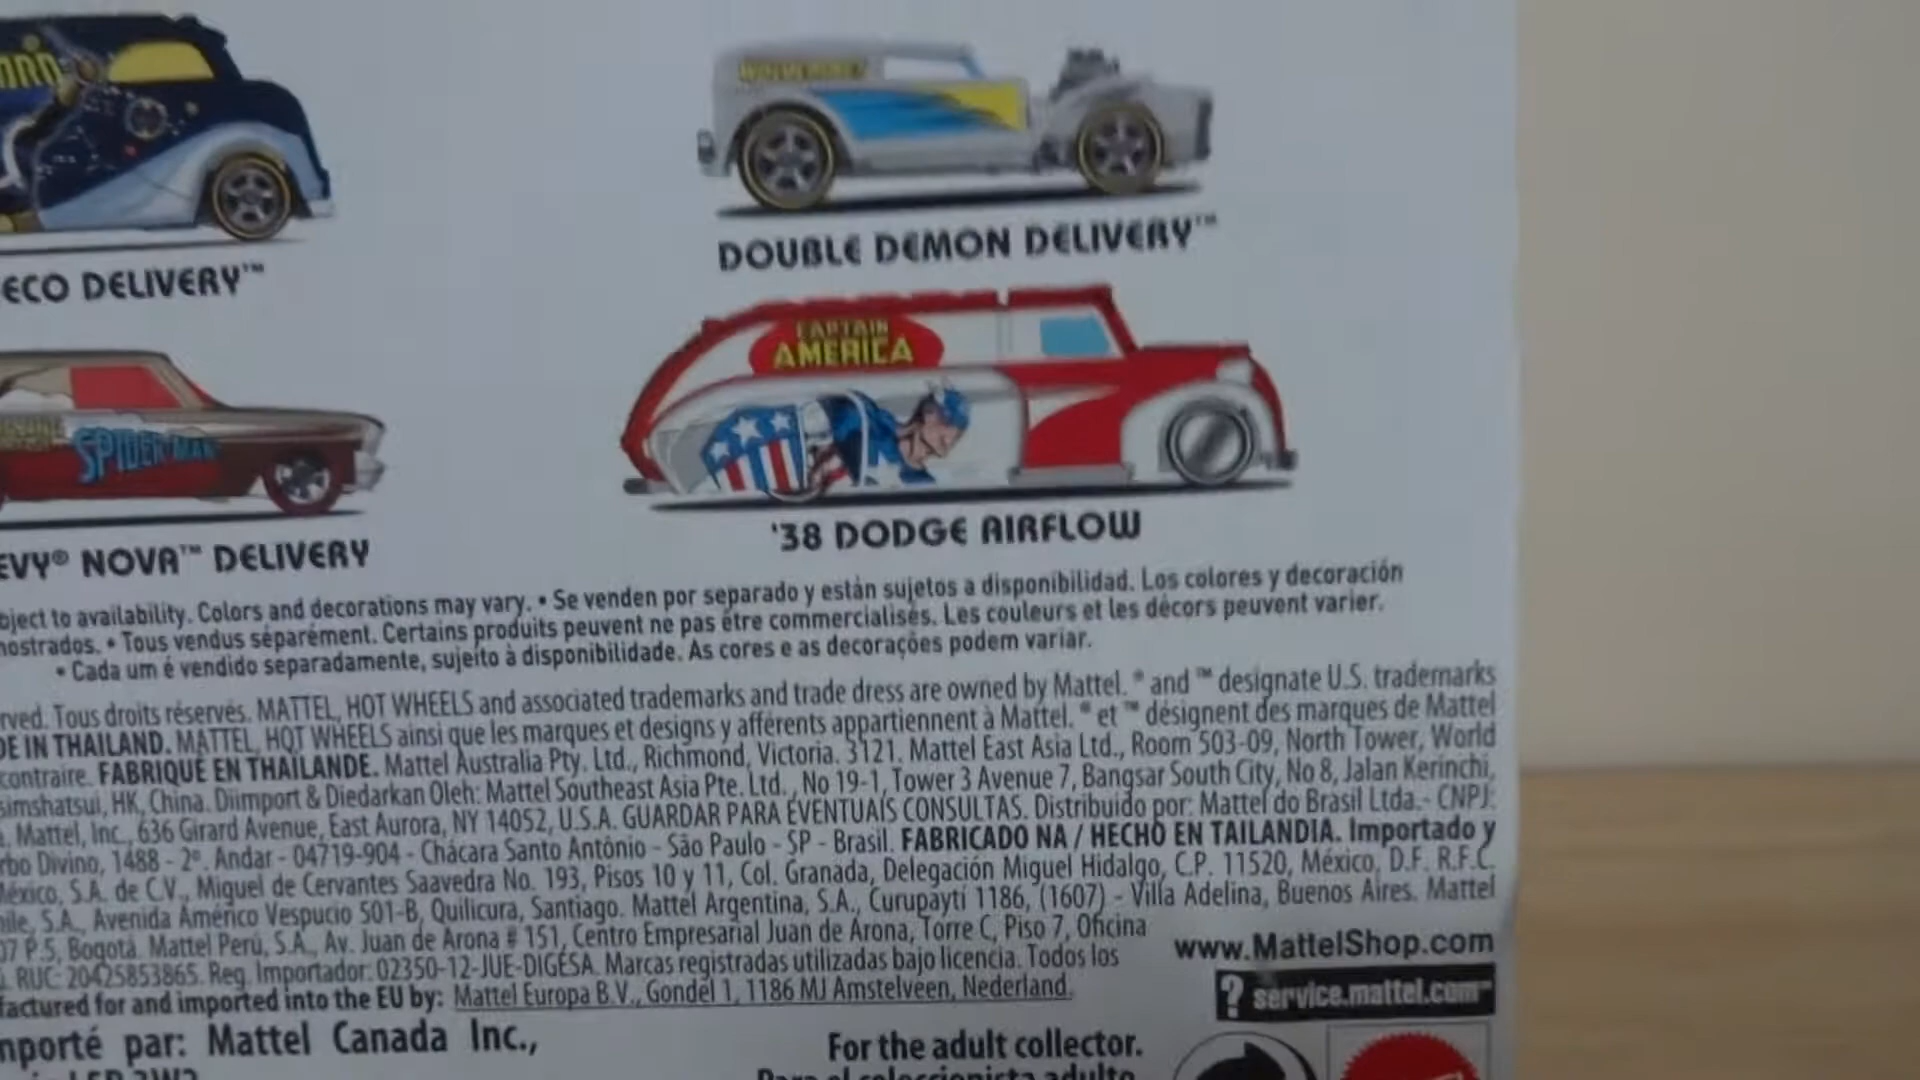 WOLVERINE
DOUBLE DEMON DELIVERY™
ECO DELIVERY™
CAPTAIN
AMERICA
SPIDER-MAN
'38 DODGE AIRFLOW
EVY® NOVA™ DELIVERY
bject to availability. Colors and decorations may vary. • Se venden por separado y están sujetos a disponibilidad. Los colores y decoración
mostrados. • Tous vendus séparément. Certains produits peuvent ne pas être commercialisés. Les couleurs et les décors peuvent varier.
• Cada um é vendido separadamente, sujeito à disponibilidade. As cores e as decorações podem variar.
rved. Tous droits réservés. MATTEL, HOT WHEELS and associated trademarks and trade dress are owned by Mattel. ® and ™ designate U.S. trademarks
DE IN THAILAND. MATTEL, HOT WHEELS ainsi que les marques et designs y afférents appartiennent à Mattel. ® et ™ désignent des marques de Mattel
contraire. FABRIQUÉ EN THAÏLANDE. Mattel Australia Pty. Ltd., Richmond, Victoria. 3121. Mattel East Asia Ltd., Room 503-09, North Tower, World
simshatsui, HK, China. Diimport & Diedarkan Oleh: Mattel Southeast Asia Pte. Ltd., No 19-1, Tower 3 Avenue 7, Bangsar South City, No 8, Jalan Kerinchi,
. Mattel, Inc., 636 Girard Avenue, East Aurora, NY 14052, U.S.A. GUARDAR PARA EVENTUAIS CONSULTAS. Distribuido por: Mattel do Brasil Ltda.- CNPJ:
rbo Divino, 1488 - 2º. Andar - 04719-904 - Chácara Santo Antônio - São Paulo - SP - Brasil. FABRICADO NA / HECHO EN TAILANDIA. Importado y
México, S.A. de C.V., Miguel de Cervantes Saavedra No. 193, Pisos 10 y 11, Col. Granada, Delegación Miguel Hidalgo, C.P. 11520, México, D.F. R.F.C.
hile, S.A., Avenida Américo Vespucio 501-B, Quilicura, Santiago. Mattel Argentina, S.A., Curupaytí 1186, (1607) - Villa Adelina, Buenos Aires. Mattel
07 P.5, Bogotá. Mattel Perú, S.A., Av. Juan de Arona # 151, Centro Empresarial Juan de Arona, Torre C, Piso 7, Oficina
. RUC: 20425853865. Reg. Importador: 02350-12-JUE-DIGESA. Marcas registradas utilizadas bajo licencia. Todos los
factured for and imported into the EU by: Mattel Europa B.V., Gondel 1, 1186 MJ Amstelveen, Nederland.
www.MattelShop.com
? service.mattel.com
mporté par: Mattel Canada Inc.,
For the adult collector.
Para el coleccionista adulto.